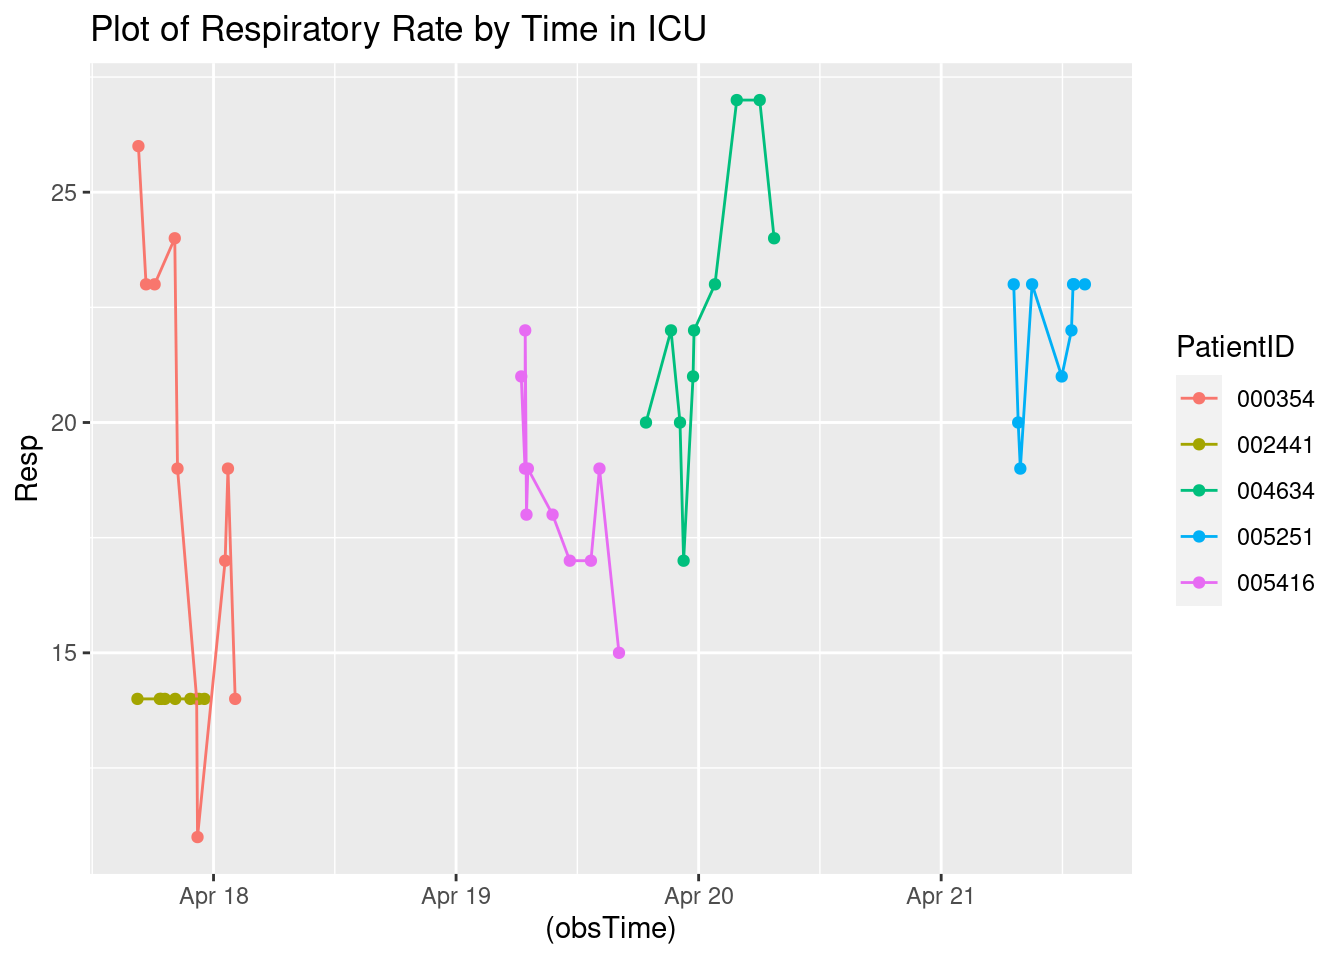 Plot of Respiratory Rate by Time in ICU
25
20
15
Resp
Apr 18 Apr 19 Apr 20 Apr 21
(obsTime)
PatientID
000354
002441
004634
005251
005416